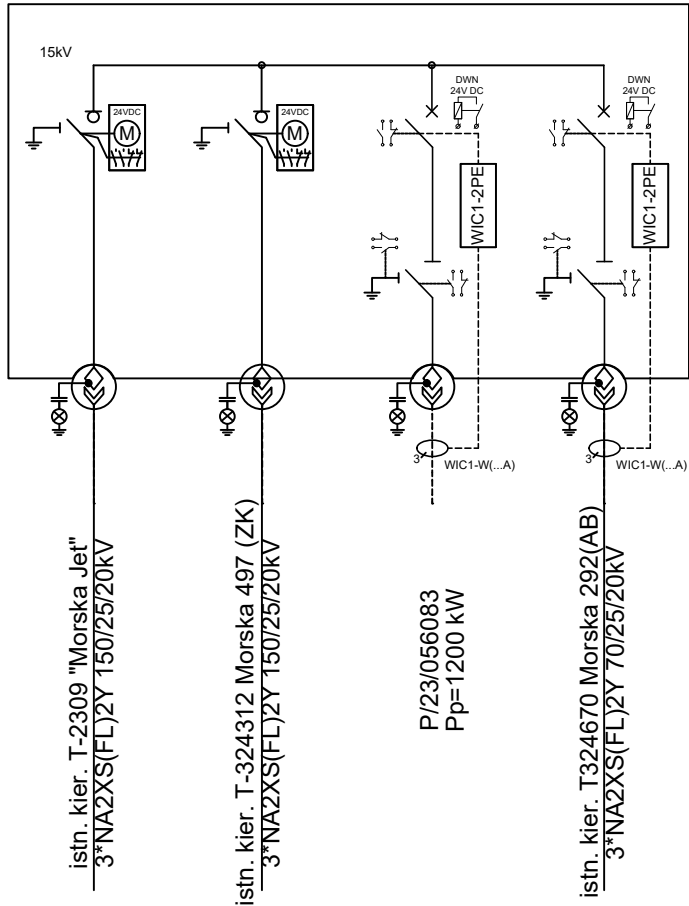 15kV
24VDC
M
24VDC
M
DWN
24V DC
WIC1-2PE
DWN
24V DC
WIC1-2PE
3
WIC1-W(...A)
3
WIC1-W(...A)
istn. kier. T-2309 "Morska Jet"
3*NA2XS(FL)2Y 150/25/20kV
istn. kier. T-324312 Morska 497 (ZK)
3*NA2XS(FL)2Y 150/25/20kV
P/23/056083
Pp=1200 kW
istn. kier. T324670 Morska 292(AB)
3*NA2XS(FL)2Y 70/25/20kV